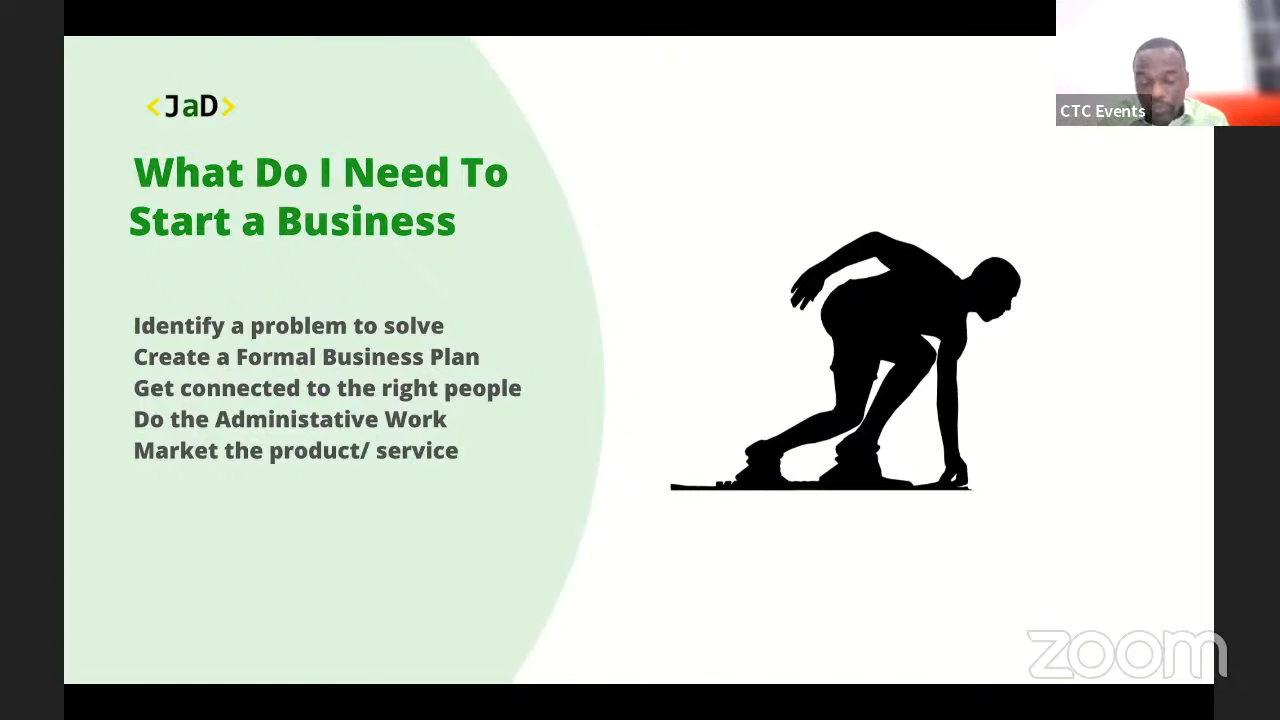 <JaD>
What Do I Need To
Start a Business
Identify a problem to solve
Create a Formal Business Plan
Get connected to the right people
Do the Administative Work
Market the product/ service
CTC Events
zoom